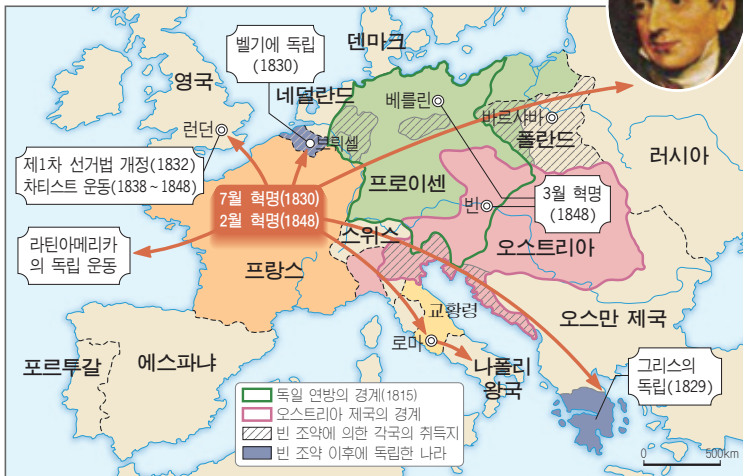 벨기에 독립
(1830)
덴마크
영국
네덜란드
베를린
바르샤바
폴란드
런던
브뤼셀
러시아
제1차 선거법 개정(1832)
차티스트 운동(1838~1848)
프로이센
7월 혁명(1830)
2월 혁명(1848)
빈
3월 혁명
(1848)
스위스
오스트리아
라틴아메리카
의 독립 운동
프랑스
교황령
오스만 제국
로마
포르투갈
에스파냐
나폴리
왕국
그리스의
독립(1829)
독일 연방의 경계(1815)
오스트리아 제국의 경계
빈 조약에 의한 각국의 취득지
빈 조약 이후에 독립한 나라
0 500km